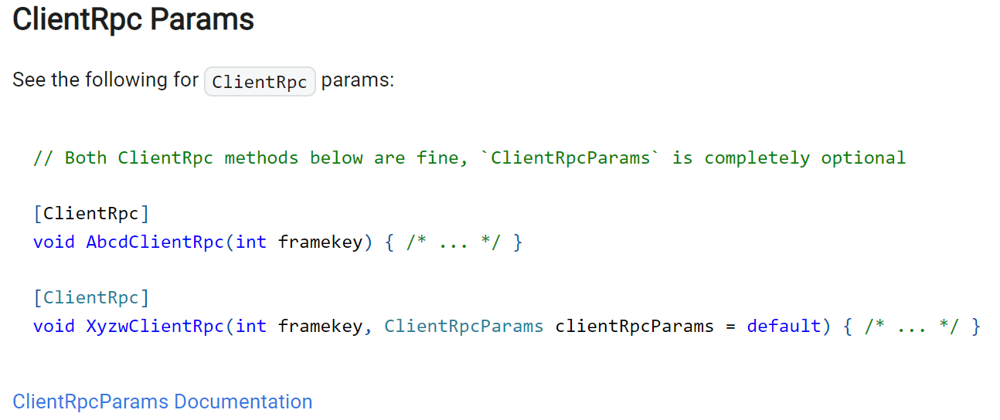 ClientRpc Params
See the following for ClientRpc params:
// Both ClientRpc methods below are fine, `ClientRpcParams` is completely optional
[ClientRpc]
void AbcdClientRpc(int framekey) { /* ... */ }
[ClientRpc]
void XyzwClientRpc(int framekey, ClientRpcParams clientRpcParams = default) { /* ... */ }
ClientRpcParams Documentation